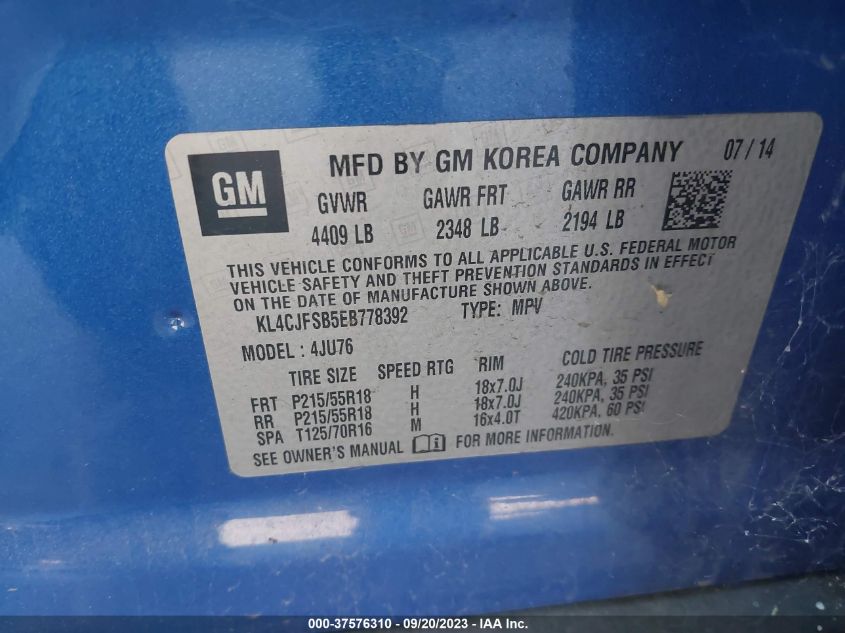 GM
MFD BY GM KOREA COMPANY 07/14
GVWR GAWR FRT GAWR RR
4409 LB 2348 LB 2194 LB
THIS VEHICLE CONFORMS TO ALL APPLICABLE U.S. FEDERAL MOTOR
VEHICLE SAFETY AND THEFT PREVENTION STANDARDS IN EFFECT
ON THE DATE OF MANUFACTURE SHOWN ABOVE.
KL4CJFSB5EB778392 TYPE: MPV
MODEL : 4JU76
TIRE SIZE SPEED RTG RIM COLD TIRE PRESSURE
FRT P215/55R18 H 18x7.0J 240KPA, 35 PSI
RR P215/55R18 H 18x7.0J 240KPA, 35 PSI
SPA T125/70R16 M 16x4.0T 420KPA, 60 PSI
SEE OWNER'S MANUAL FOR MORE INFORMATION.
000-37576310 - 09/20/2023 - IAA Inc.